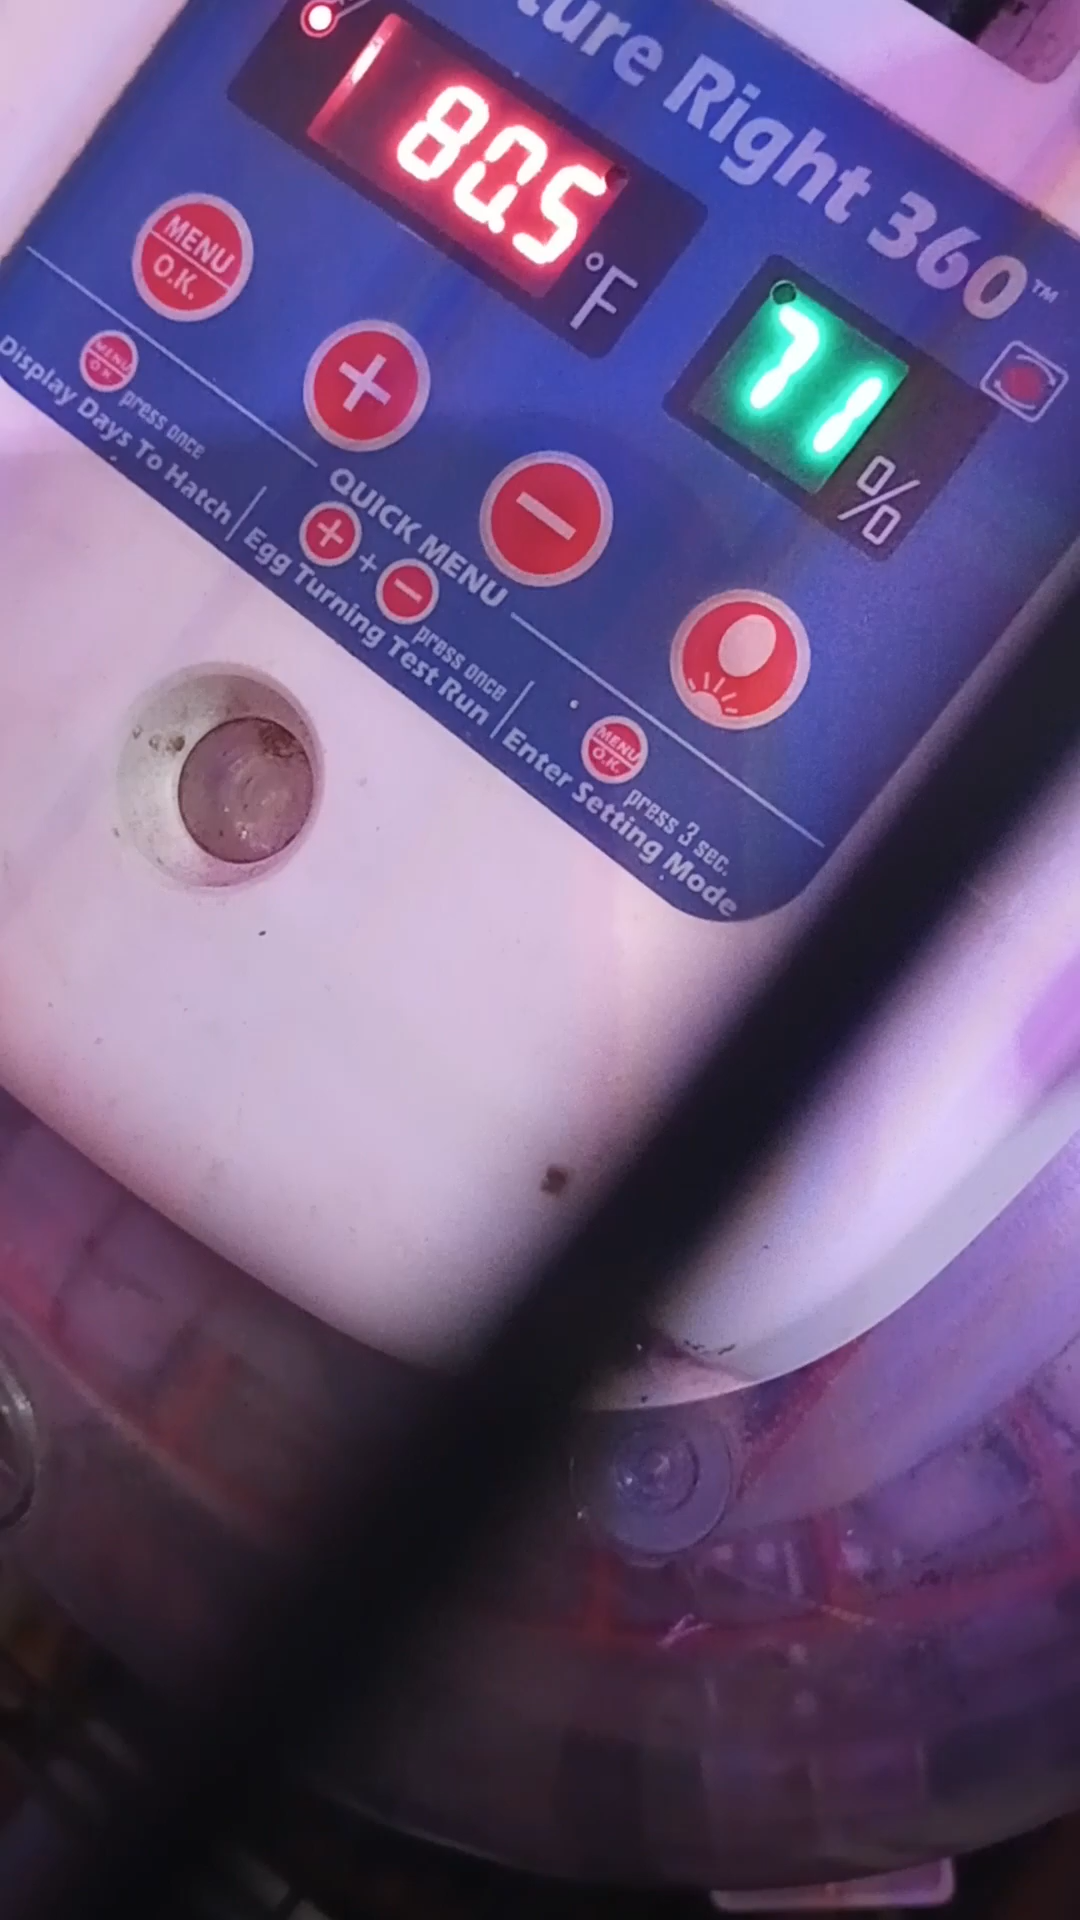 ture Right 360™
80.5 °F
71 %
MENU
O.K.
+
−
QUICK MENU
MENU O.K. press once
Display Days To Hatch
+ + − press once
Egg Turning Test Run
MENU O.K. press 3 sec.
Enter Setting Mode